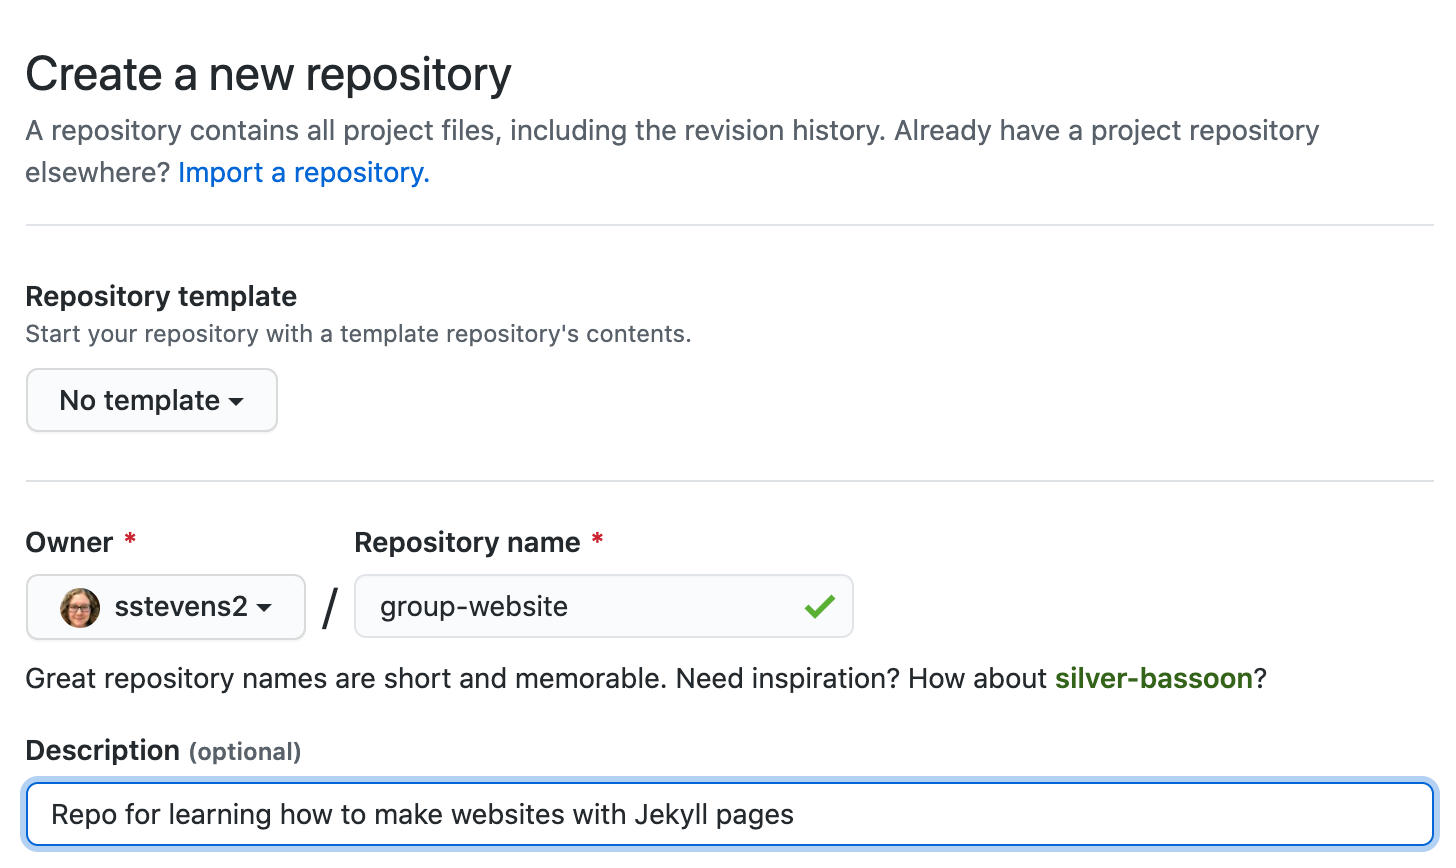 Create a new repository
A repository contains all project files, including the revision history. Already have a project repository
elsewhere? Import a repository.
Repository template
Start your repository with a template repository's contents.
No template
Owner * Repository name *
sstevens2 / group-website
Great repository names are short and memorable. Need inspiration? How about silver-bassoon?
Description (optional)
Repo for learning how to make websites with Jekyll pages